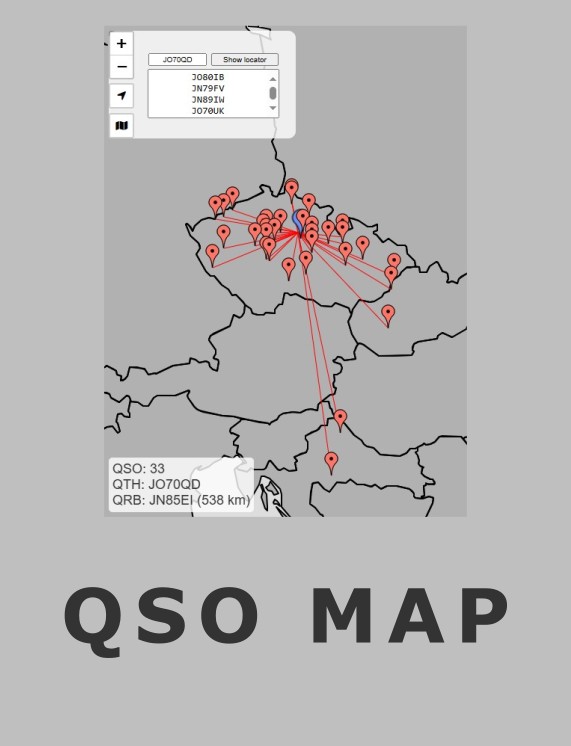 +
−
JO70QD
Show locator
JO80IB
JN79FV
JN89IW
JO70UK
QSO: 33
QTH: JO70QD
QRB: JN85EI (538 km)
QSO MAP